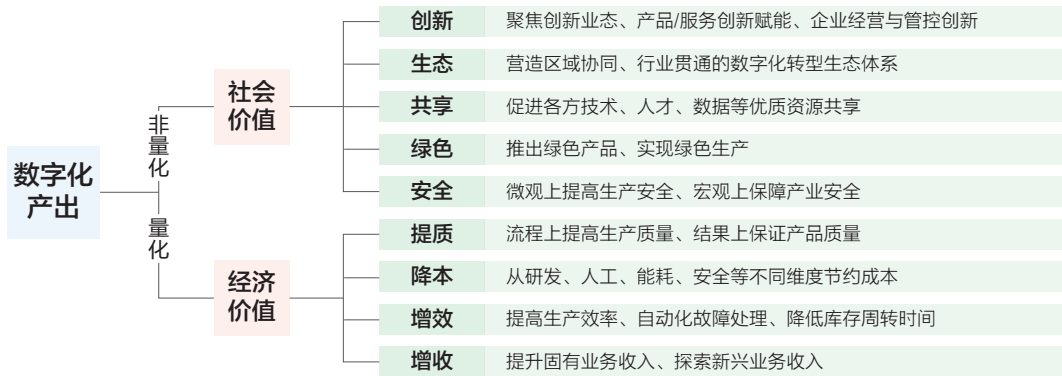 数字化
产出
非量化
量化
社会
价值
创新 聚焦创新业态、产品/服务创新赋能、企业经营与管控创新
生态 营造区域协同、行业贯通的数字化转型生态体系
共享 促进各方技术、人才、数据等优质资源共享
绿色 推出绿色产品、实现绿色生产
安全 微观上提高生产安全、宏观上保障产业安全
经济
价值
提质 流程上提高生产质量、结果上保证产品质量
降本 从研发、人工、能耗、安全等不同维度节约成本
增效 提高生产效率、自动化故障处理、降低库存周转时间
增收 提升固有业务收入、探索新兴业务收入